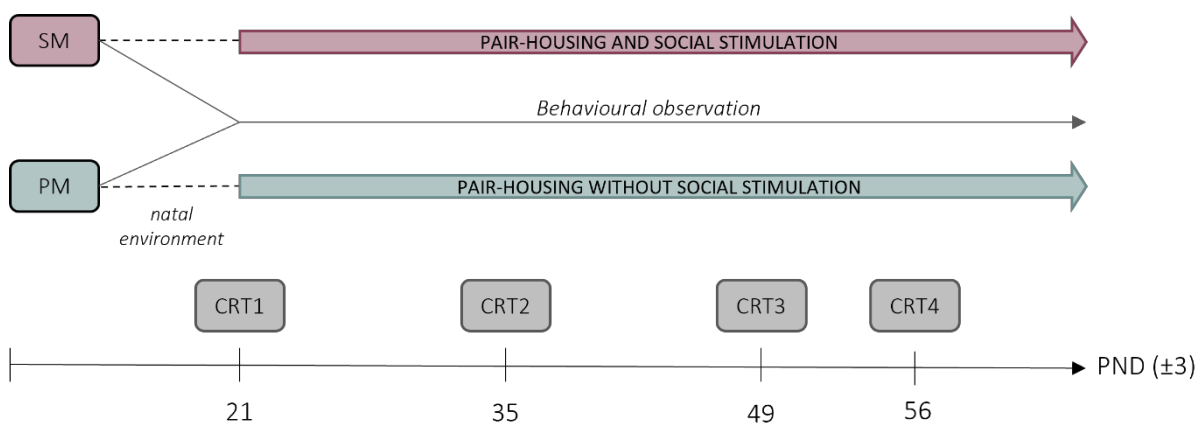 SM
PAIR-HOUSING AND SOCIAL STIMULATION
Behavioural observation
PM
PAIR-HOUSING WITHOUT SOCIAL STIMULATION
natal
environment
CRT1
CRT2
CRT3
CRT4
PND (±3)
21
35
49
56